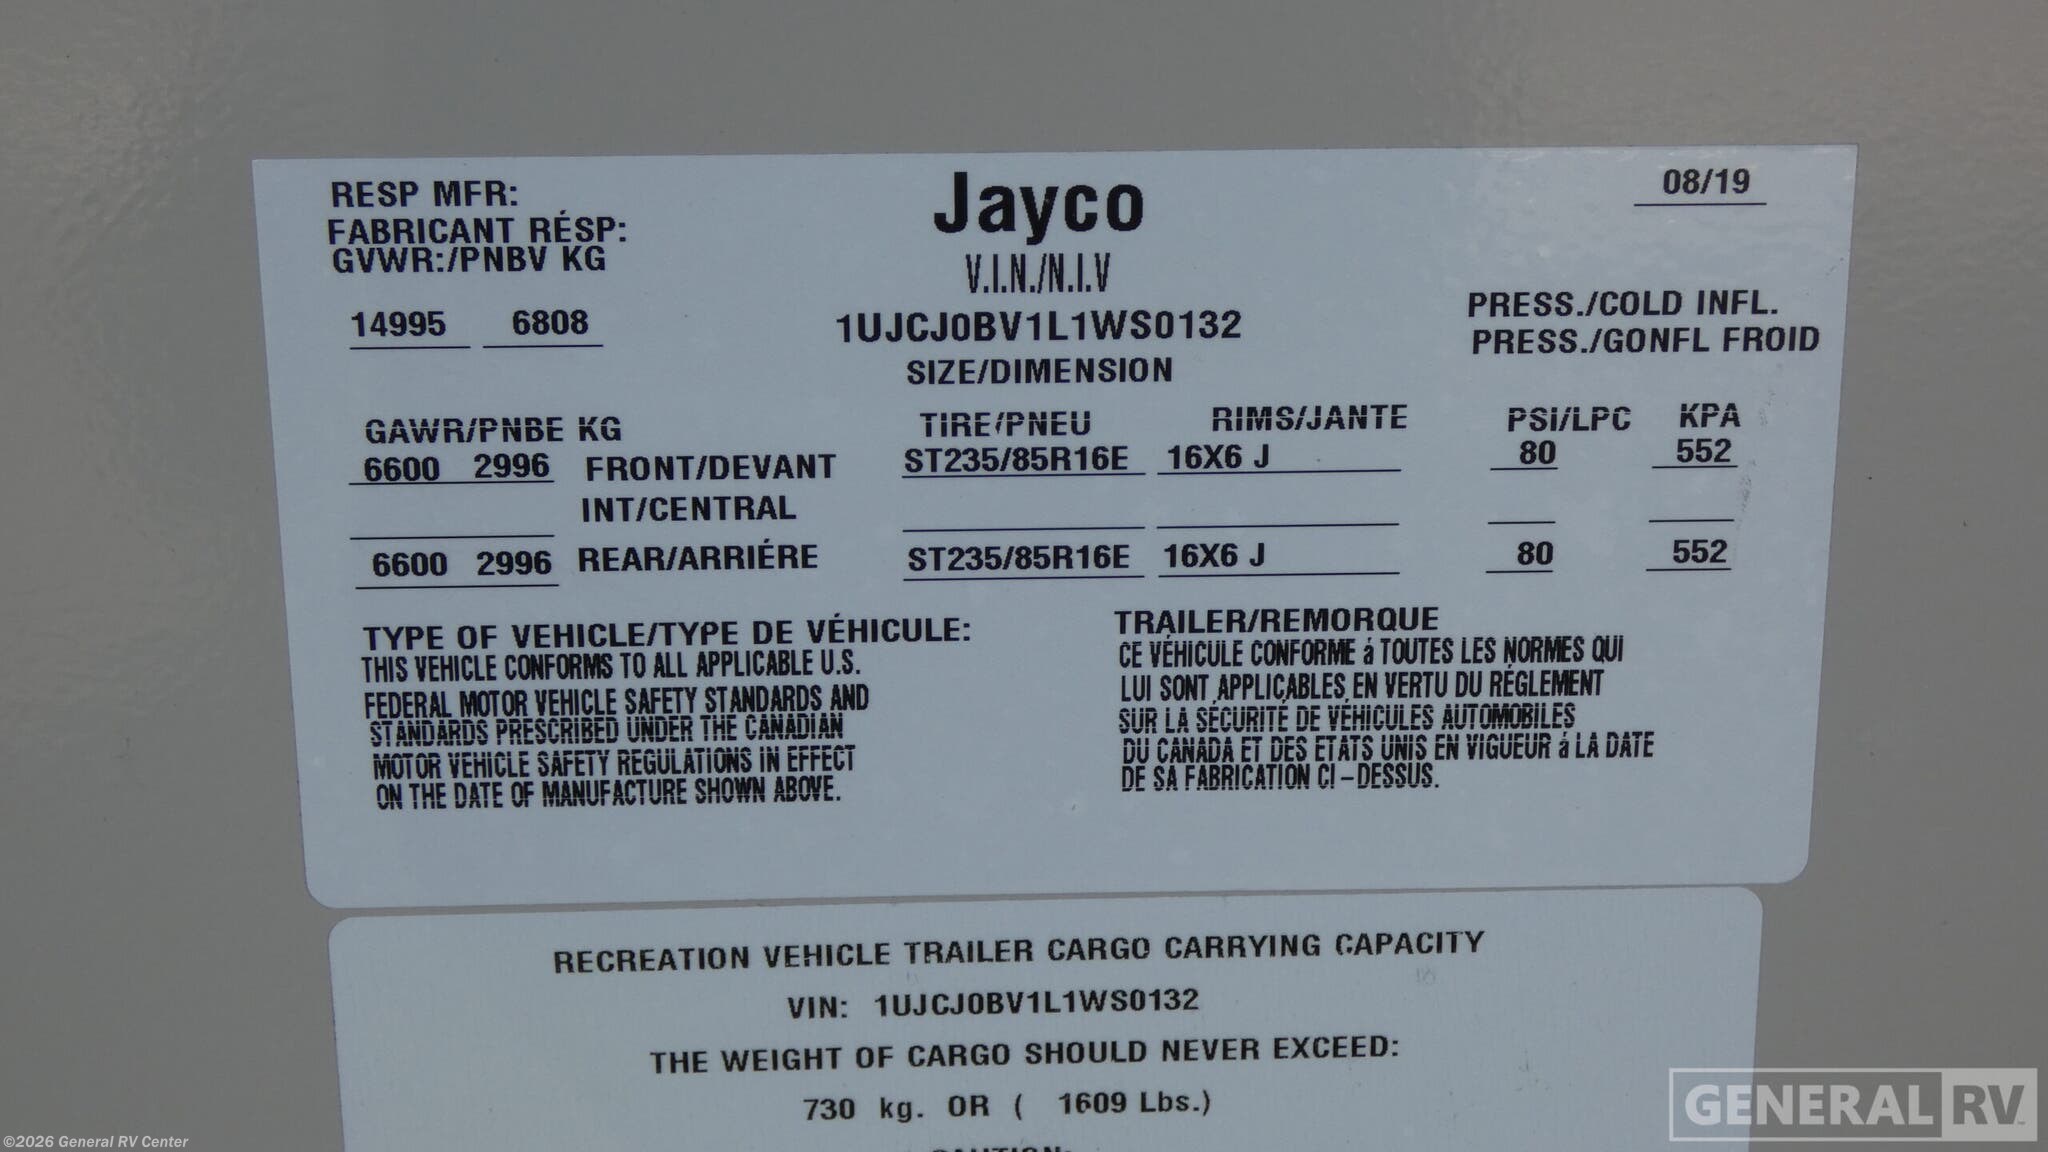 RESP MFR:
FABRICANT RÉSP:
GVWR:/PNBV KG
Jayco
08/19
V.I.N./N.I.V
14995 6808
1UJCJ0BV1L1WS0132
PRESS./COLD INFL.
PRESS./GONFL FROID
SIZE/DIMENSION
GAWR/PNBE KG TIRE/PNEU RIMS/JANTE PSI/LPC KPA
6600 2996 FRONT/DEVANT ST235/85R16E 16X6 J 80 552
INT/CENTRAL
6600 2996 REAR/ARRIÉRE ST235/85R16E 16X6 J 80 552
TYPE OF VEHICLE/TYPE DE VÉHICULE: TRAILER/REMORQUE
THIS VEHICLE CONFORMS TO ALL APPLICABLE U.S.
FEDERAL MOTOR VEHICLE SAFETY STANDARDS AND
STANDARDS PRESCRIBED UNDER THE CANADIAN
MOTOR VEHICLE SAFETY REGULATIONS IN EFFECT
ON THE DATE OF MANUFACTURE SHOWN ABOVE.
CE VÉHICULE CONFORME á TOUTES LES NORMES QUI
LUI SONT APPLICABLES EN VERTU DU RÉGLEMENT
SUR LA SÉCURITÉ DE VÉHICULES AUTOMOBILES
DU CANADA ET DES ETATS UNIS EN VIGUEUR á LA DATE
DE SA FABRICATION CI-DESSUS.
RECREATION VEHICLE TRAILER CARGO CARRYING CAPACITY
VIN: 1UJCJ0BV1L1WS0132
THE WEIGHT OF CARGO SHOULD NEVER EXCEED:
730 kg. OR ( 1609 Lbs.)
CAUTION:
GENERAL RV
©2026 General RV Center